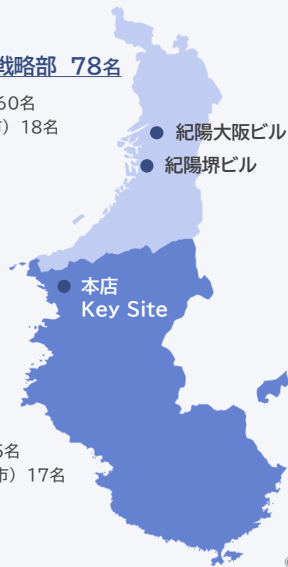 戦略部 78名
60名
）18名
紀陽大阪ビル
紀陽堺ビル
本店
Key Site
名
市）17名